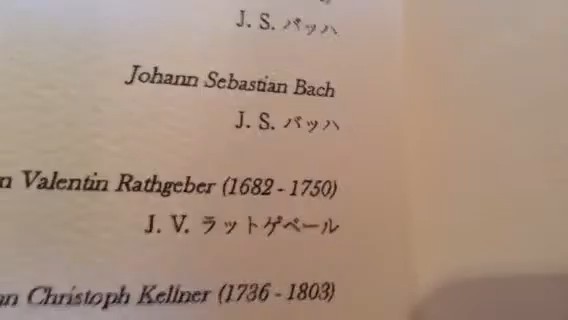 J. S. バッハ
Johann Sebastian Bach
J. S. バッハ
n Valentin Rathgeber (1682 - 1750)
J. V. ラットゲベール
nn Christoph Kellner (1736 - 1803)